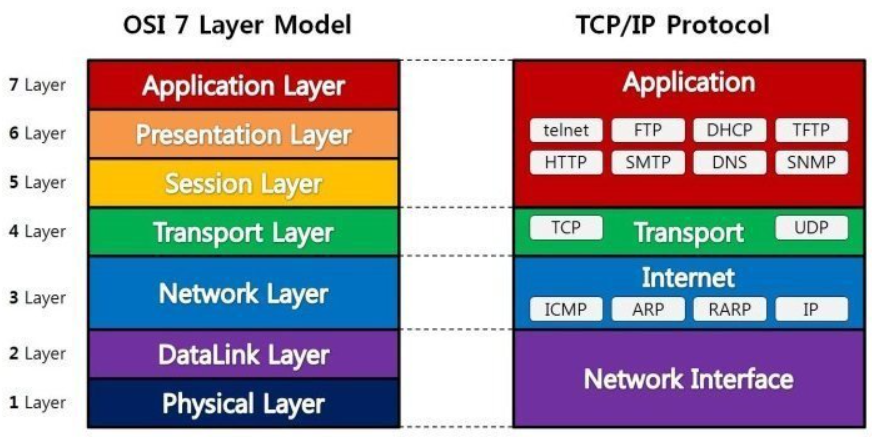 OSI 7 Layer Model
TCP/IP Protocol
7 Layer
Application Layer
6 Layer
Presentation Layer
5 Layer
Session Layer
4 Layer
Transport Layer
3 Layer
Network Layer
2 Layer
DataLink Layer
1 Layer
Physical Layer
Application
telnet FTP DHCP TFTP
HTTP SMTP DNS SNMP
TCP Transport UDP
Internet
ICMP ARP RARP IP
Network Interface